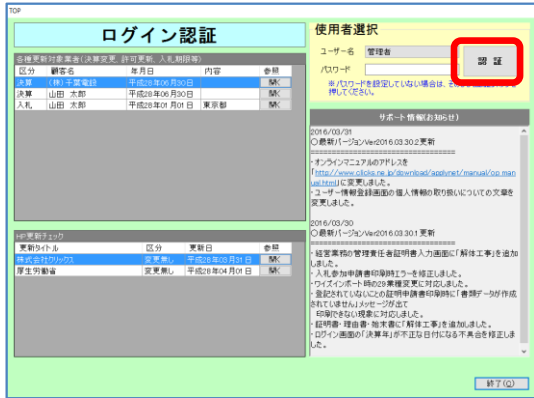 TOP
ログイン認証
各種更新対象業者(決算変更、許可更新、入札期限等)
区分 顧客名 年月日 内容 参照
決算 (株)千葉電設 平成28年06月30日 開く
決算 山田 太郎 平成28年06月30日 開く
入札 山田 太郎 平成28年01月01日 東京都 開く
HP更新チェック
更新タイトル 区分 更新日 参照
株式会社クリックス 変更無し 平成28年03月31日 開く
厚生労働省 変更無し 平成28年04月01日 開く
使用者選択
ユーザー名 管理者
パスワード
認 証
※パスワードを設定していない場合は、そのまま
押してください。
サポート情報(お知らせ)
2016/03/31
○最新バージョンVer2016.03.30.2更新
=====================================
・オンラインマニュアルのアドレスを
「http://www.clicks.ne.jp/download/applynet/manual/op_man
ual.html」に変更しました。
・ユーザー情報登録画面の個人情報の取り扱いについての文章を
変更しました。
2016/03/30
○最新バージョンVer2016.03.30.1更新
=====================================
・経営業務の管理責任者証明書入力画面に「解体工事」を追加
しました。
・入札参加申請書印刷時エラーを修正しました。
・ワイズインポート時の29業種変更に対応しました。
・登記されていないことの証明申請書印刷時に「書類データが作成
されていません」メッセージが出て
印刷できない現象に対応しました。
・証明書・理由書・始末書に「解体工事」を追加しました。
・ログイン画面の「決算年」が不正な日付になる不具合を修正しま
した。
終了(Q)